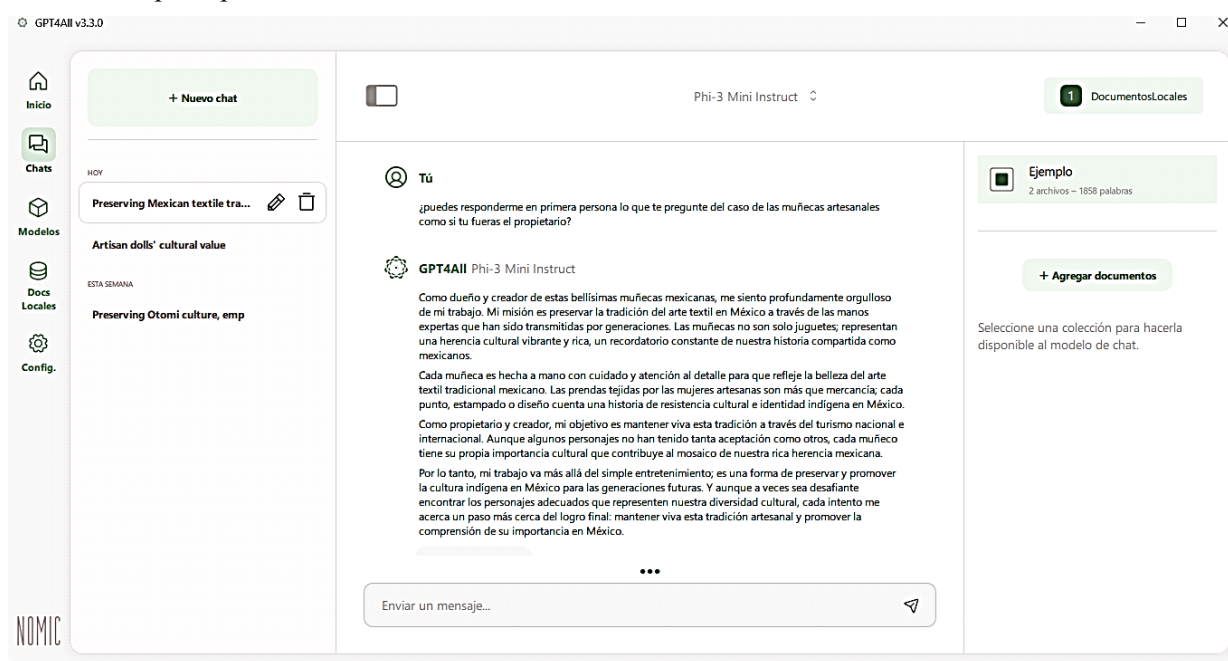 GPT4All v3.3.0
Inicio
Chats
Modelos
Docs
Locales
Config.
NOMIC
+ Nuevo chat
HOY
Preserving Mexican textile tra...
Artisan dolls' cultural value
ESTA SEMANA
Preserving Otomi culture, emp
Phi-3 Mini Instruct
Tú
¿puedes responderme en primera persona lo que te pregunte del caso de las muñecas artesanales
como si tu fueras el propietario?
GPT4All Phi-3 Mini Instruct
Como dueño y creador de estas bellísimas muñecas mexicanas, me siento profundamente orgulloso
de mi trabajo. Mi misión es preservar la tradición del arte textil en México a través de las manos
expertas que han sido transmitidas por generaciones. Las muñecas no son solo juguetes; representan
una herencia cultural vibrante y rica, un recordatorio constante de nuestra historia compartida como
mexicanos.
Cada muñeca es hecha a mano con cuidado y atención al detalle para que refleje la belleza del arte
textil tradicional mexicano. Las prendas tejidas por las mujeres artesanas son más que mercancía; cada
punto, estampado o diseño cuenta una historia de resistencia cultural e identidad indígena en México.
Como propietario y creador, mi objetivo es mantener viva esta tradición a través del turismo nacional e
internacional. Aunque algunos personajes no han tenido tanta aceptación como otros, cada muñeco
tiene su propia importancia cultural que contribuye al mosaico de nuestra rica herencia mexicana.
Por lo tanto, mi trabajo va más allá del simple entretenimiento; es una forma de preservar y promover
la cultura indígena en México para las generaciones futuras. Y aunque a veces sea desafiante
encontrar los personajes adecuados que representen nuestra diversidad cultural, cada intento me
acerca un paso más cerca del logro final: mantener viva esta tradición artesanal y promover la
comprensión de su importancia en México.
Enviar un mensaje...
1 DocumentosLocales
Ejemplo
2 archivos – 1858 palabras
+ Agregar documentos
Seleccione una colección para hacerla
disponible al modelo de chat.